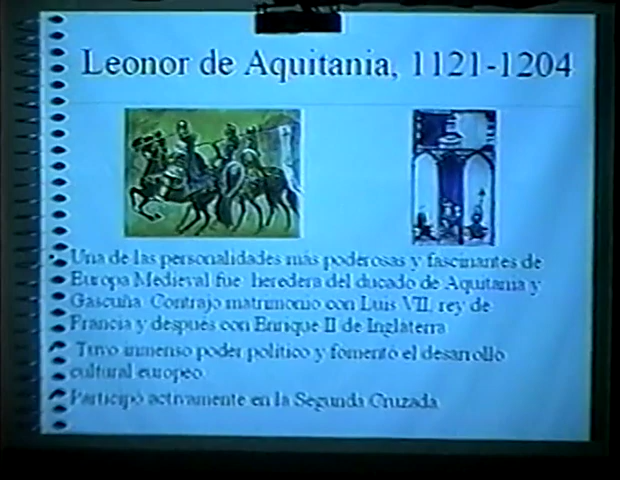 Leonor de Aquitania, 1121-1204
Una de las personalidades más poderosas y fascinantes de
Europa Medieval fue heredera del ducado de Aquitania y
Gascuña. Contrajo matrimonio con Luis VII, rey de
Francia y después con Enrique II de Inglaterra
Tuvo inmenso poder político y fomentó el desarrollo
cultural europeo.
Participó activamente en la Segunda Cruzada